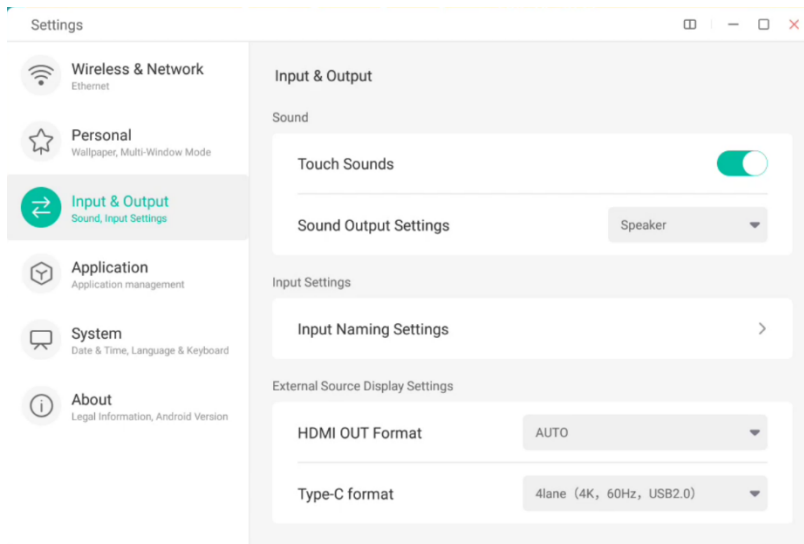 Settings
Wireless & Network
Ethernet
Personal
Wallpaper, Multi-Window Mode
Input & Output
Sound, Input Settings
Application
Application management
System
Date & Time, Language & Keyboard
About
Legal Information, Android Version
Input & Output
Sound
Touch Sounds
Sound Output Settings
Speaker
Input Settings
Input Naming Settings
External Source Display Settings
HDMI OUT Format
AUTO
Type-C format
4lane（4K, 60Hz, USB2.0）